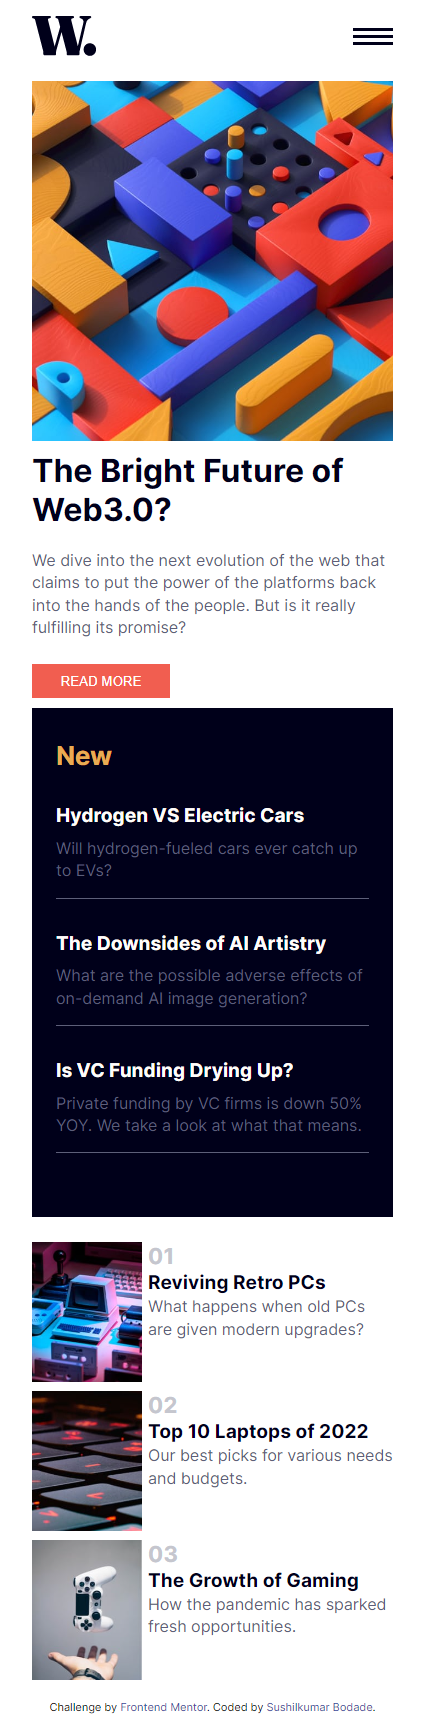 W.
The Bright Future of
Web3.0?
We dive into the next evolution of the web that
claims to put the power of the platforms back
into the hands of the people. But is it really
fulfilling its promise?
READ MORE
New
Hydrogen VS Electric Cars
Will hydrogen-fueled cars ever catch up
to EVs?
The Downsides of AI Artistry
What are the possible adverse effects of
on-demand AI image generation?
Is VC Funding Drying Up?
Private funding by VC firms is down 50%
YOY. We take a look at what that means.
01
Reviving Retro PCs
What happens when old PCs
are given modern upgrades?
02
Top 10 Laptops of 2022
Our best picks for various needs
and budgets.
03
The Growth of Gaming
How the pandemic has sparked
fresh opportunities.
Challenge by Frontend Mentor. Coded by Sushilkumar Bodade.